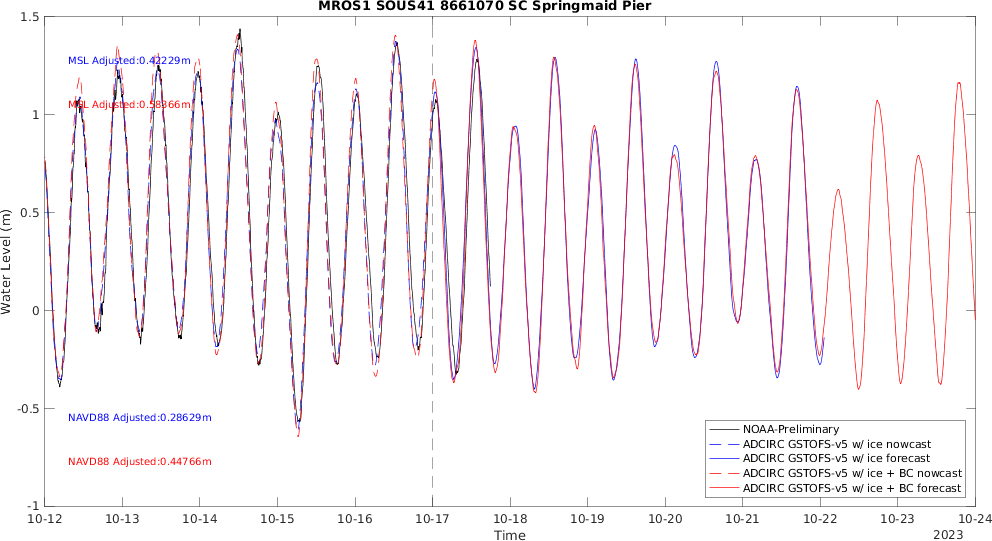 MROS1 SOUS41 8661070 SC Springmaid Pier
1.5
1
0.5
0
-0.5
-1
Water Level (m)
MSL Adjusted:0.42229m
MSL Adjusted:0.58366m
NAVD88 Adjusted:0.28629m
NAVD88 Adjusted:0.44766m
NOAA-Preliminary
ADCIRC GSTOFS-v5 w/ ice nowcast
ADCIRC GSTOFS-v5 w/ ice forecast
ADCIRC GSTOFS-v5 w/ ice + BC nowcast
ADCIRC GSTOFS-v5 w/ ice + BC forecast
10-12 10-13 10-14 10-15 10-16 10-17 10-18 10-19 10-20 10-21 10-22 10-23 10-24
Time
2023